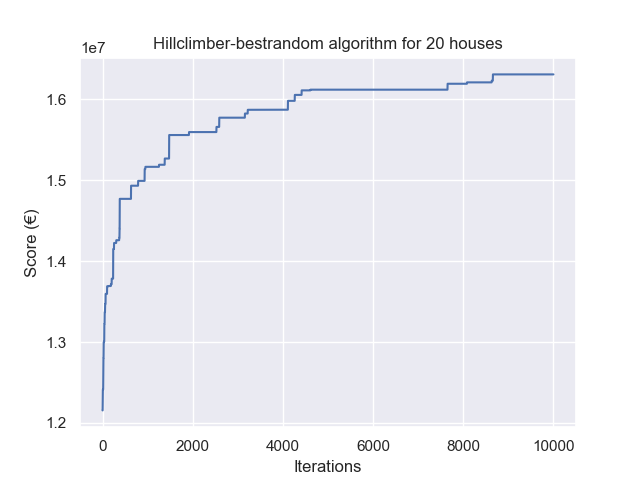 Hillclimber-bestrandom algorithm for 20 houses
1e7
1.6
1.5
1.4
1.3
1.2
Score (€)
0 2000 4000 6000 8000 10000
Iterations